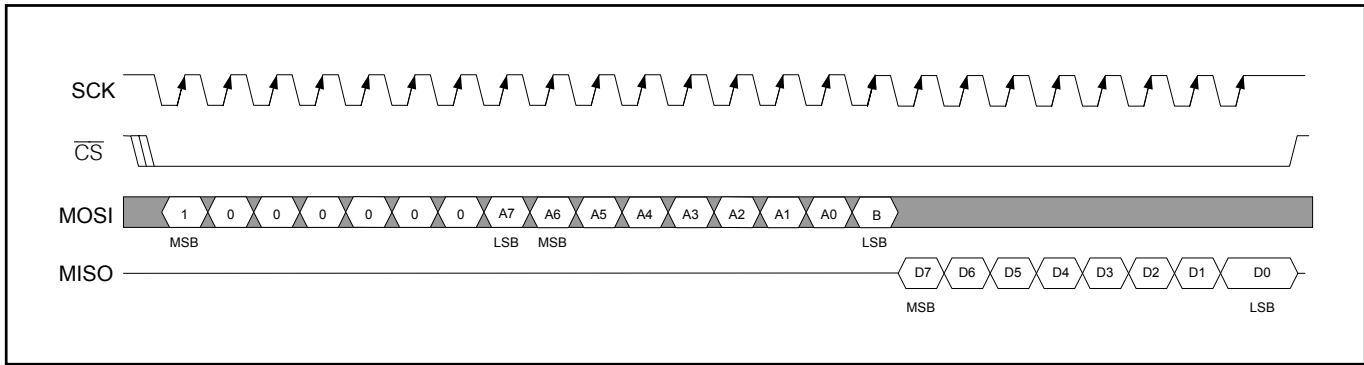 SCK
CS
MOSI 1 0 0 0 0 0 0 A7 A6 A5 A4 A3 A2 A1 A0 B
MSB LSB MSB LSB
MISO D7 D6 D5 D4 D3 D2 D1 D0
MSB LSB